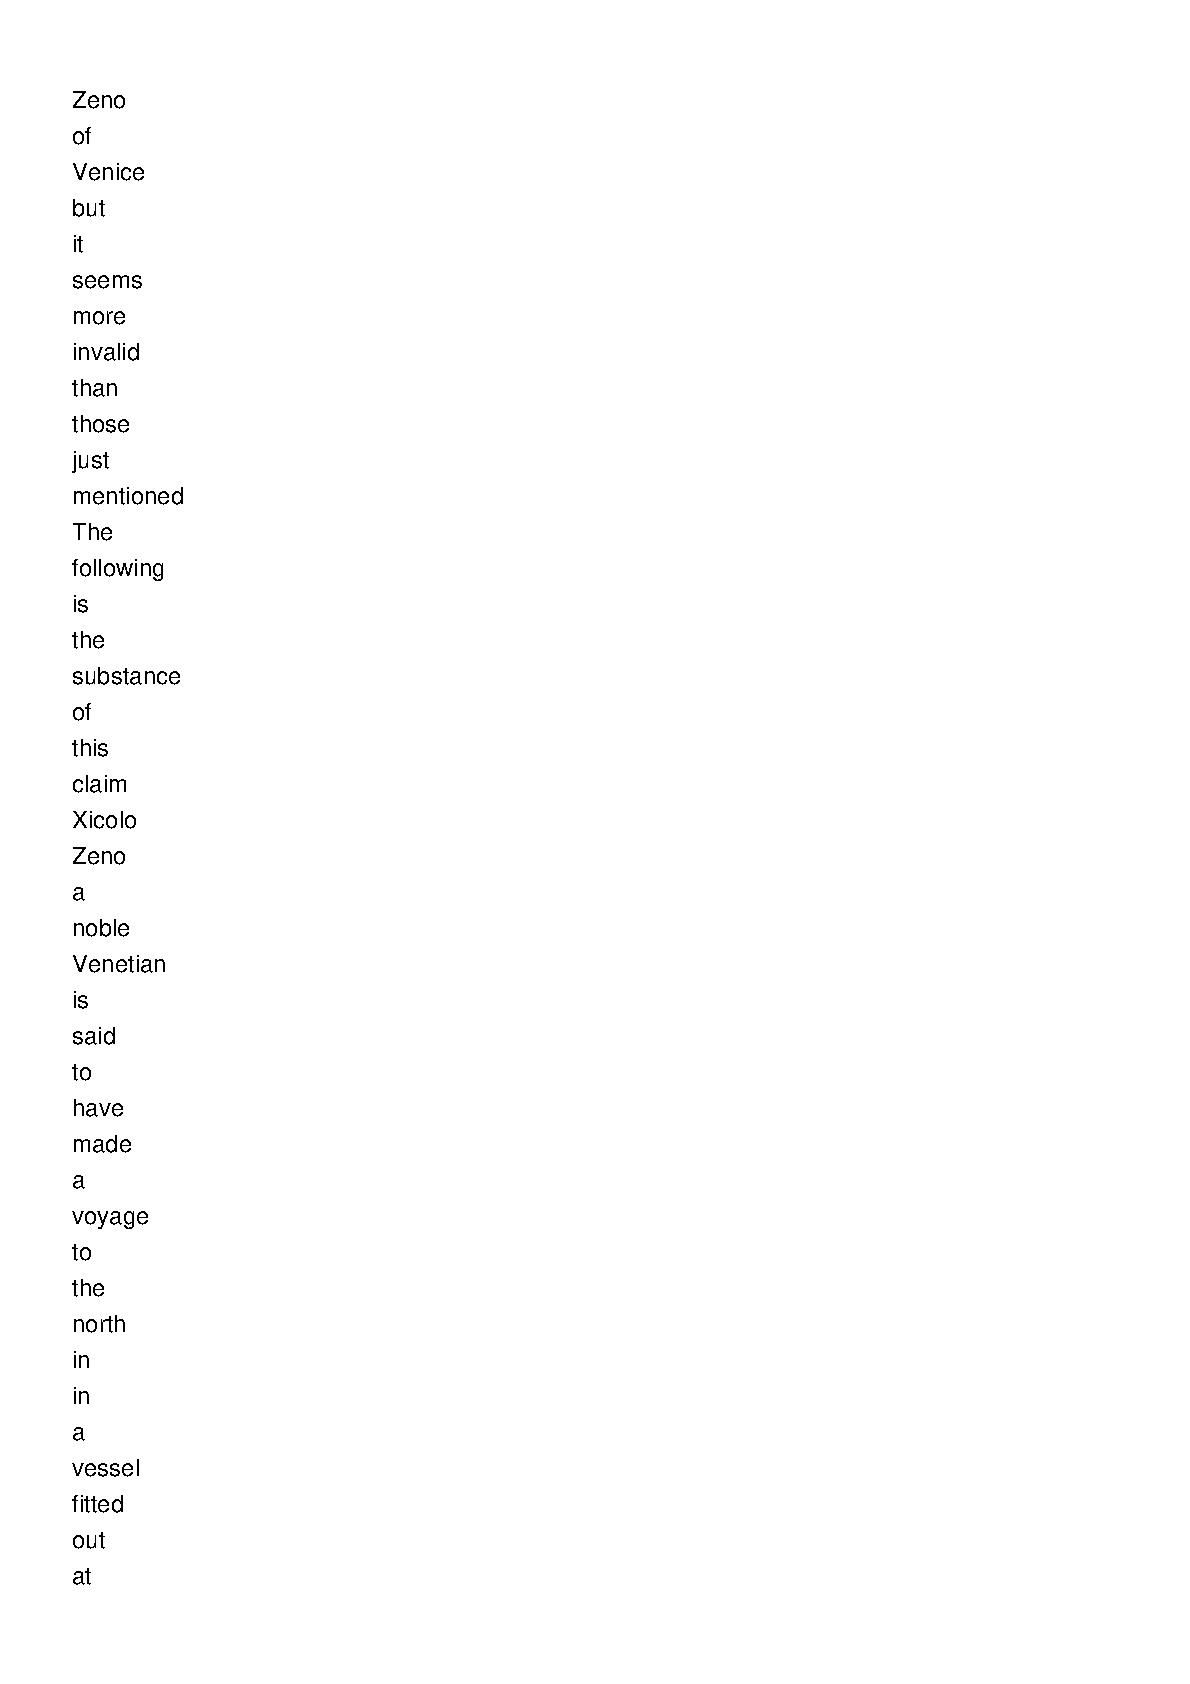 Zeno
of
Venice
but
it
seems
more
invalid
than
those
just
mentioned
The
following
is
the
substance
of
this
claim
Xicolo
Zeno
a
noble
Venetian
is
said
to
have
made
a
voyage
to
the
north
in
in
a
vessel
fitted
out
at